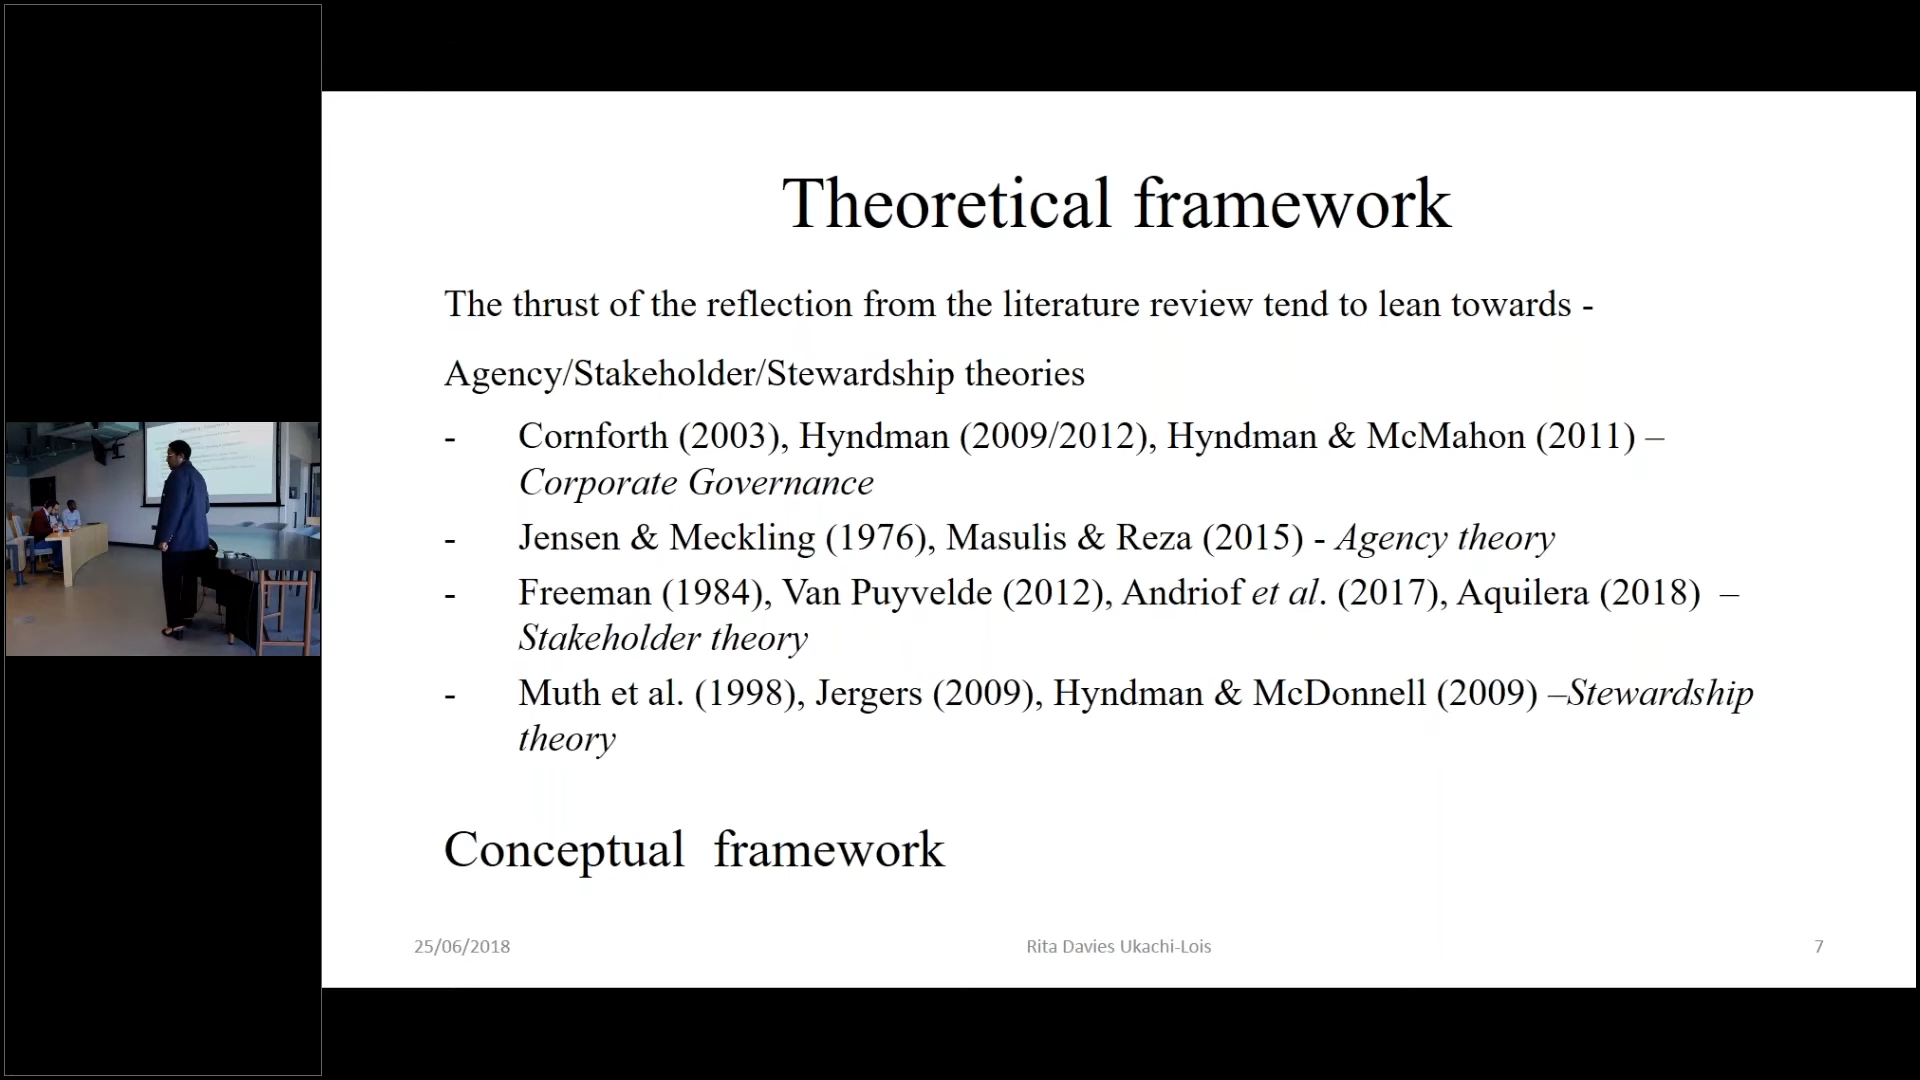 Theoretical framework
The thrust of the reflection from the literature review tend to lean towards -
Agency/Stakeholder/Stewardship theories
- Cornforth (2003), Hyndman (2009/2012), Hyndman & McMahon (2011) –
Corporate Governance
- Jensen & Meckling (1976), Masulis & Reza (2015) - Agency theory
- Freeman (1984), Van Puyvelde (2012), Andriof et al. (2017), Aquilera (2018) –
Stakeholder theory
- Muth et al. (1998), Jergers (2009), Hyndman & McDonnell (2009) –Stewardship
theory
Conceptual framework
25/06/2018
Rita Davies Ukachi-Lois
7